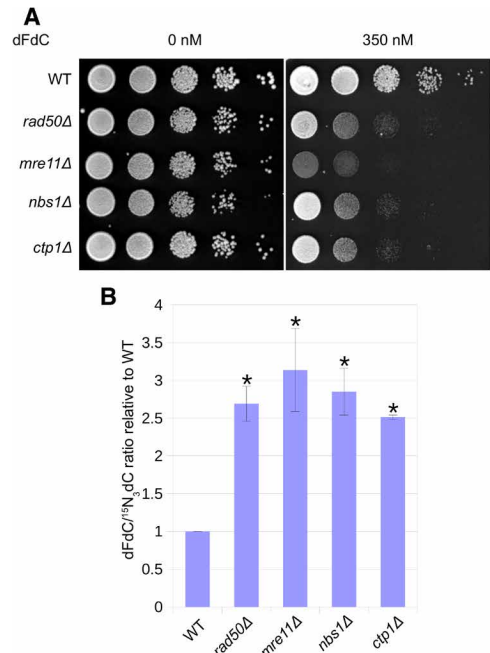 A
dFdC 0 nM 350 nM
WT
rad50Δ
mre11Δ
nbs1Δ
ctp1Δ
B
dFdC/¹⁵N₃dC ratio relative to WT
4
3.5
3
2.5
2
1.5
1
0.5
0
*
*
*
*
WT
rad50Δ
mre11Δ
nbs1Δ
ctp1Δ